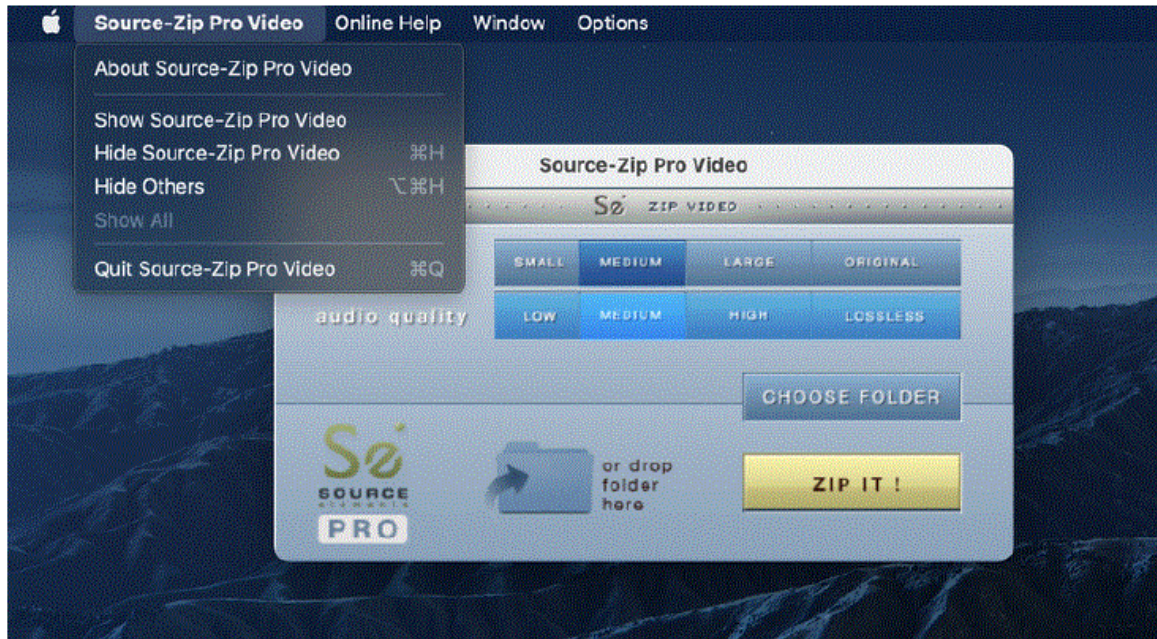 Source-Zip Pro Video Online Help Window Options
About Source-Zip Pro Video
Show Source-Zip Pro Video
Hide Source-Zip Pro Video ⌘H
Hide Others ⌥⌘H
Show All
Quit Source-Zip Pro Video ⌘Q
Source-Zip Pro Video
Sé ZIP VIDEO
SMALL MEDIUM LARGE ORIGINAL
audio quality LOW MEDIUM HIGH LOSSLESS
CHOOSE FOLDER
Sé
SOURCE
elements
PRO
or drop
folder
here
ZIP IT !